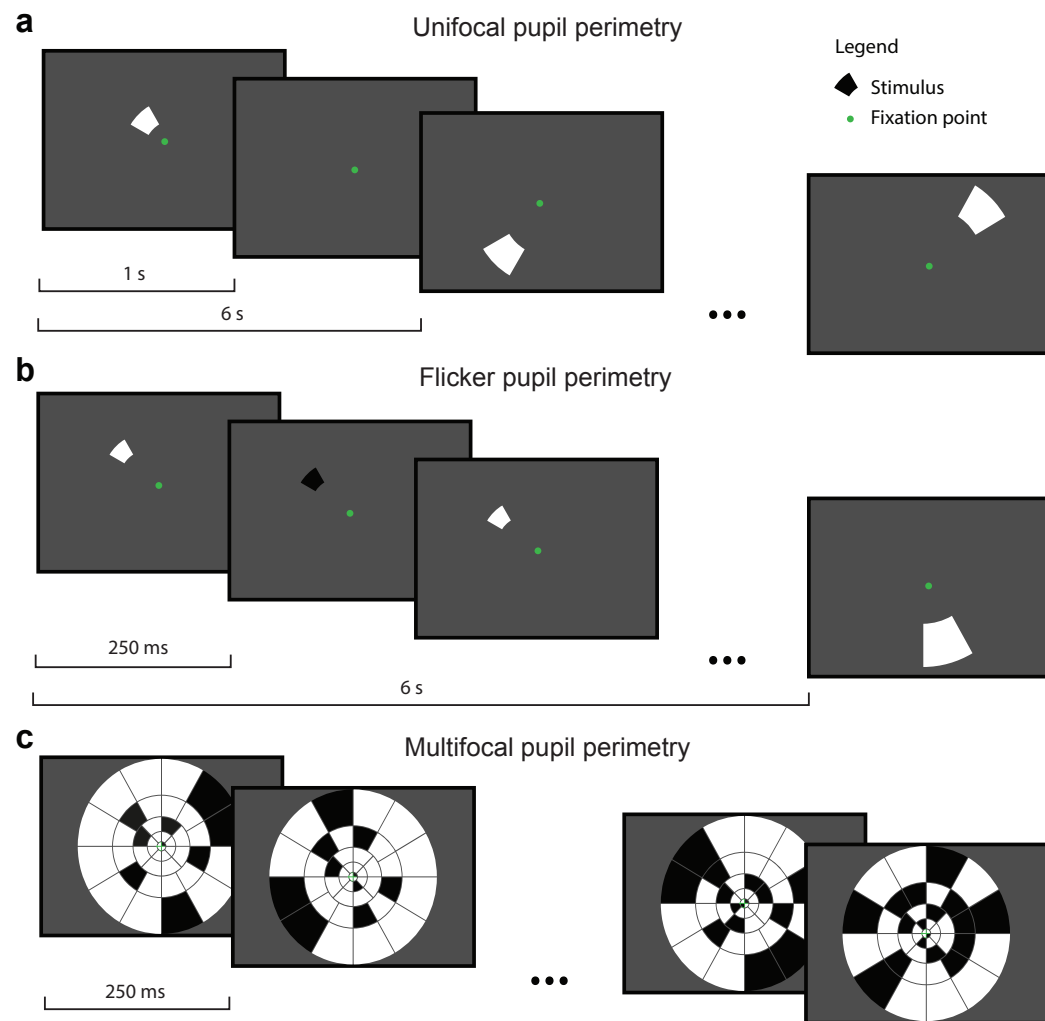 a
Unifocal pupil perimetry
Legend
Stimulus
Fixation point
1 s
6 s
•••
b
Flicker pupil perimetry
250 ms
•••
6 s
c
Multifocal pupil perimetry
•••
250 ms